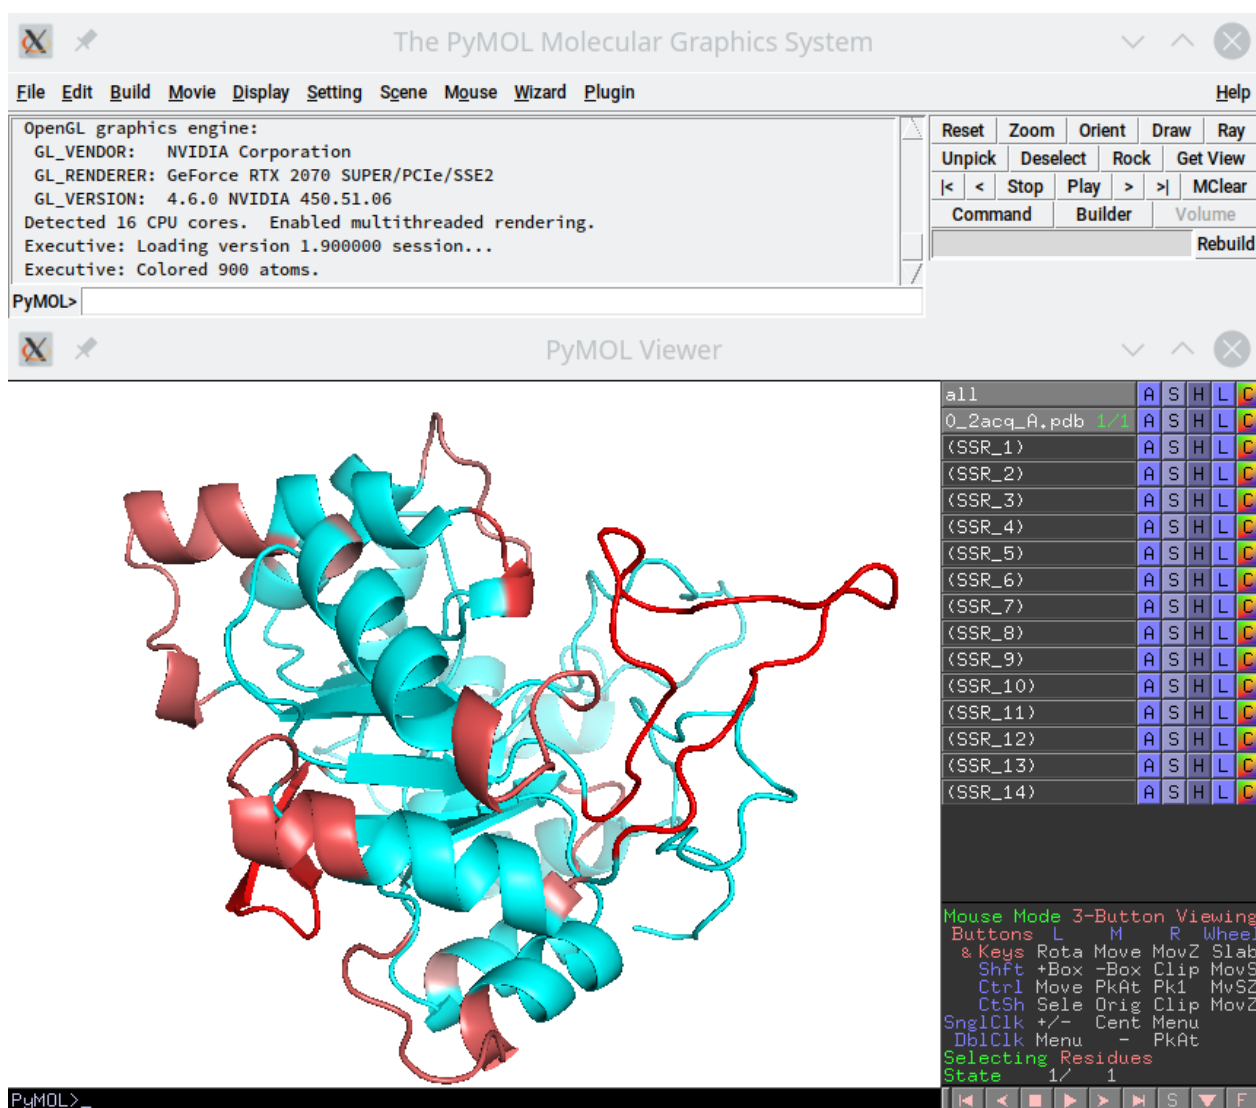 The PyMOL Molecular Graphics System
File Edit Build Movie Display Setting Scene Mouse Wizard Plugin Help
OpenGL graphics engine:
GL_VENDOR: NVIDIA Corporation
GL_RENDERER: GeForce RTX 2070 SUPER/PCIe/SSE2
GL_VERSION: 4.6.0 NVIDIA 450.51.06
Detected 16 CPU cores. Enabled multithreaded rendering.
Executive: Loading version 1.900000 session...
Executive: Colored 900 atoms.
PyMOL>
Reset Zoom Orient Draw Ray
Unpick Deselect Rock Get View
|< < Stop Play > >| MClear
Command Builder Volume
Rebuild
PyMOL Viewer
all A S H L C
0_2acq_A.pdb 1/1 A S H L C
(SSR_1) A S H L C
(SSR_2) A S H L C
(SSR_3) A S H L C
(SSR_4) A S H L C
(SSR_5) A S H L C
(SSR_6) A S H L C
(SSR_7) A S H L C
(SSR_8) A S H L C
(SSR_9) A S H L C
(SSR_10) A S H L C
(SSR_11) A S H L C
(SSR_12) A S H L C
(SSR_13) A S H L C
(SSR_14) A S H L C
Mouse Mode 3-Button Viewing
Buttons L M R Wheel
& Keys Rota Move MovZ Slab
Shft +Box -Box Clip MovS
Ctrl Move PkAt Pk1 MvSZ
CtSh Sele Orig Clip MovZ
SnglClk +/- Cent Menu
DblClk Menu - PkAt
Selecting Residues
State 1/ 1
PyMOL>_
S F